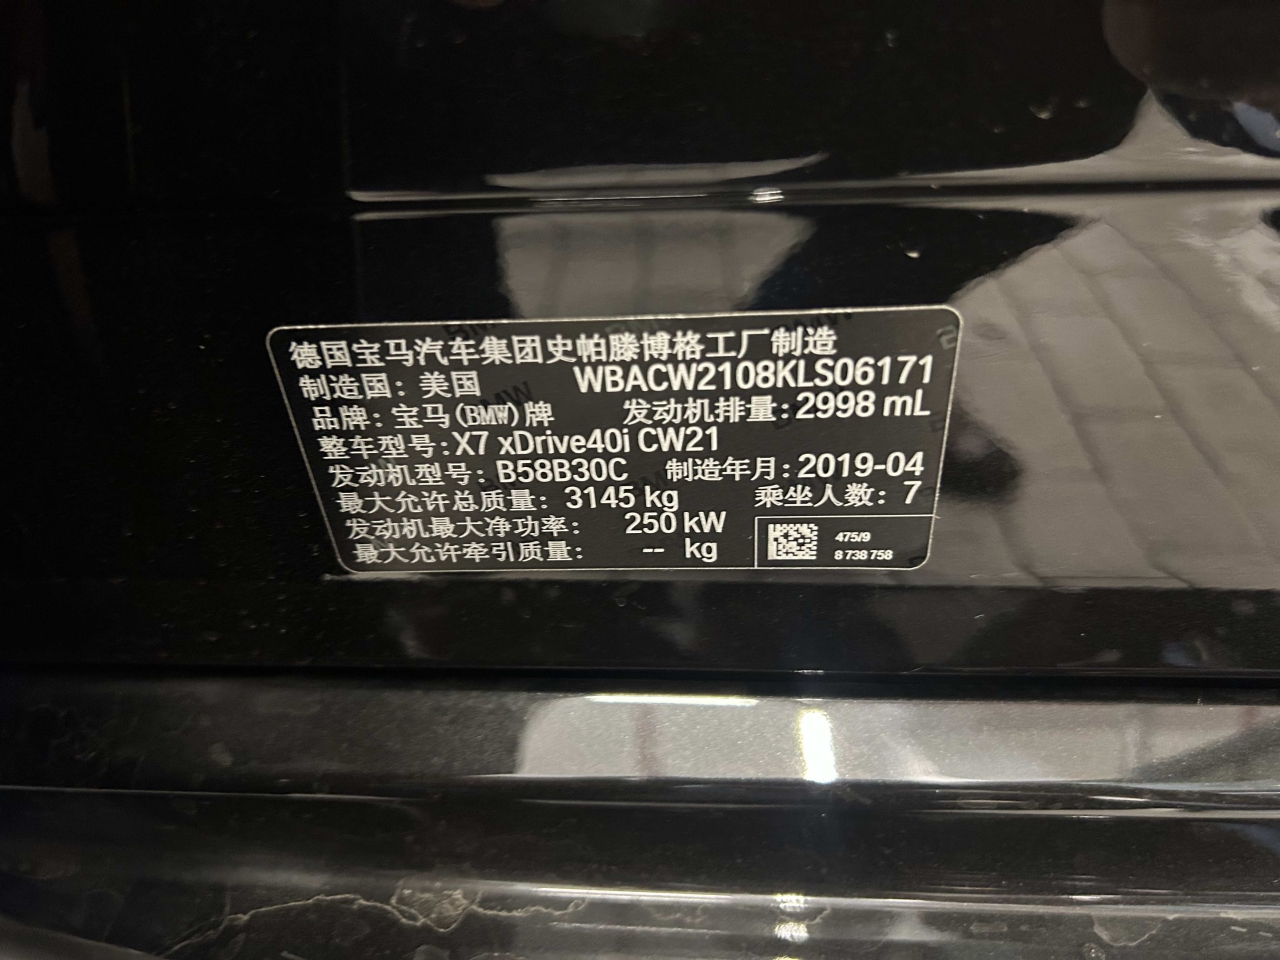 德国宝马汽车集团史帕滕博格工厂制造
制造国：美国 WBACW2108KLS06171
品牌：宝马(BMW)牌 发动机排量：2998 mL
整车型号：X7 xDrive40i CW21
发动机型号：B58B30C 制造年月：2019-04
最大允许总质量：3145 kg 乘坐人数：7
发动机最大净功率： 250 kW
最大允许牵引质量： -- kg
475/9
8 738 758